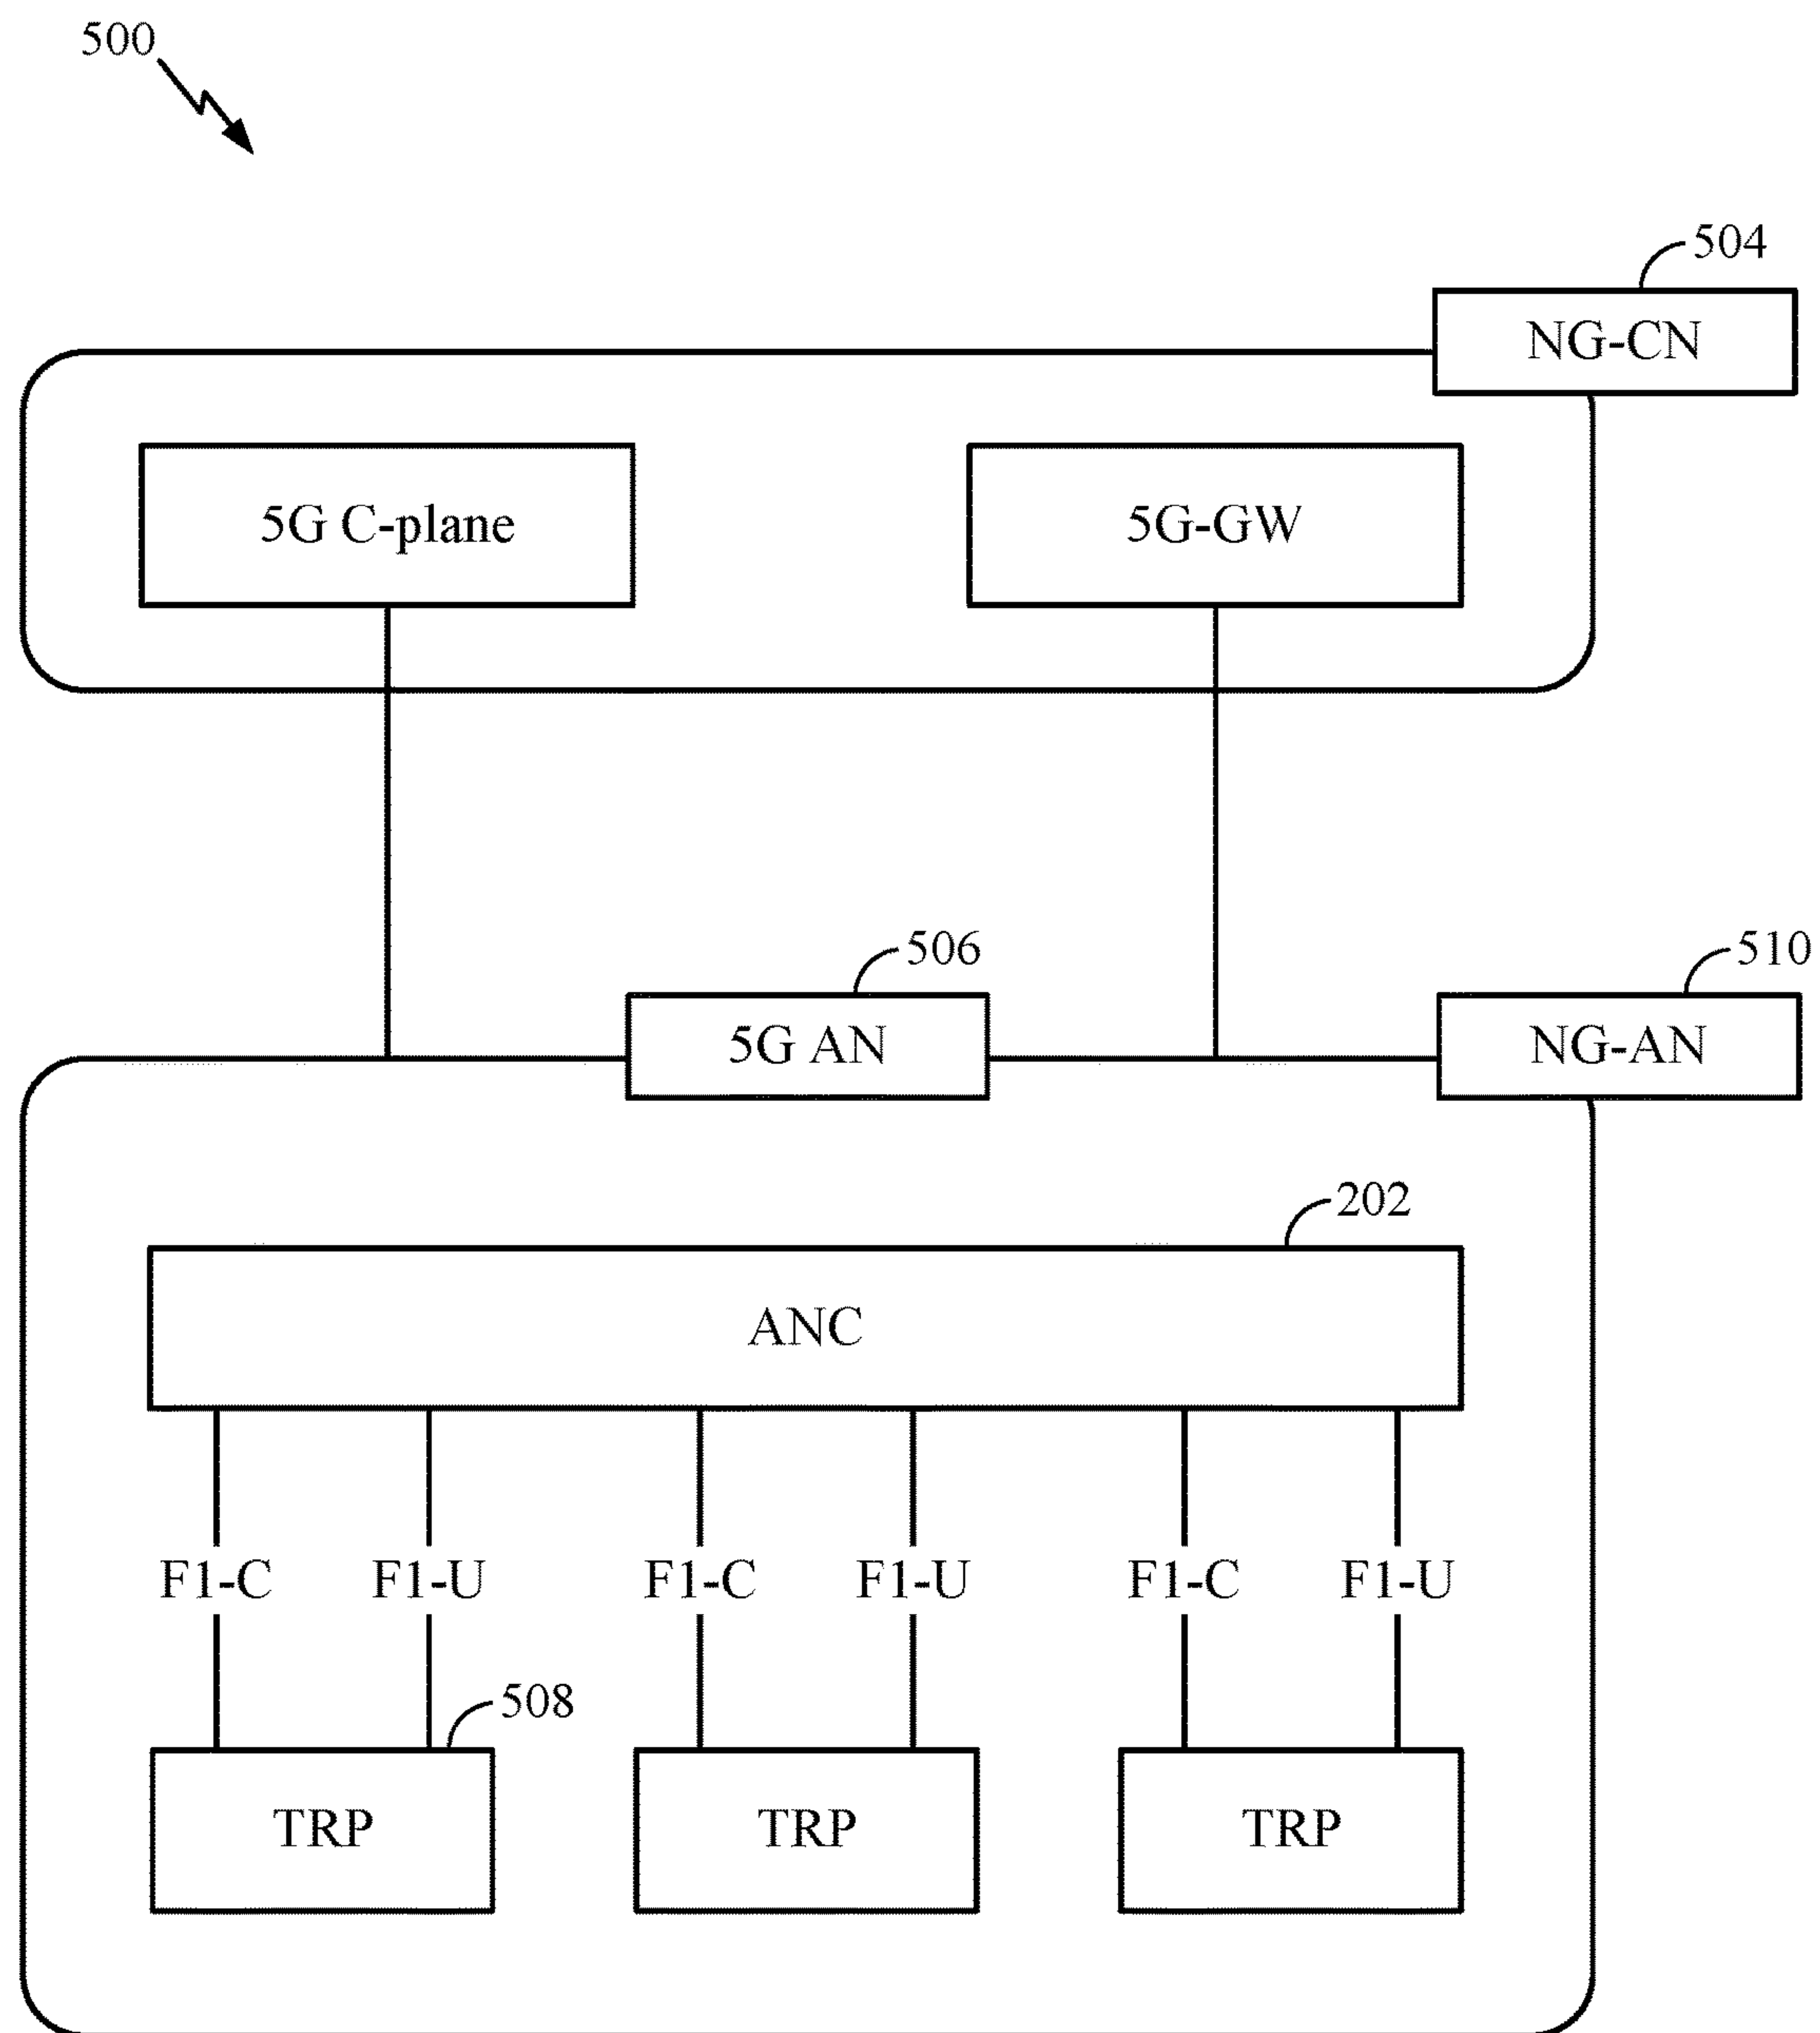 500
504
NG-CN
5G C-plane
5G-GW
506
510
5G AN
NG-AN
202
ANC
F1-C F1-U F1-C F1-U F1-C F1-U
508
TRP TRP TRP